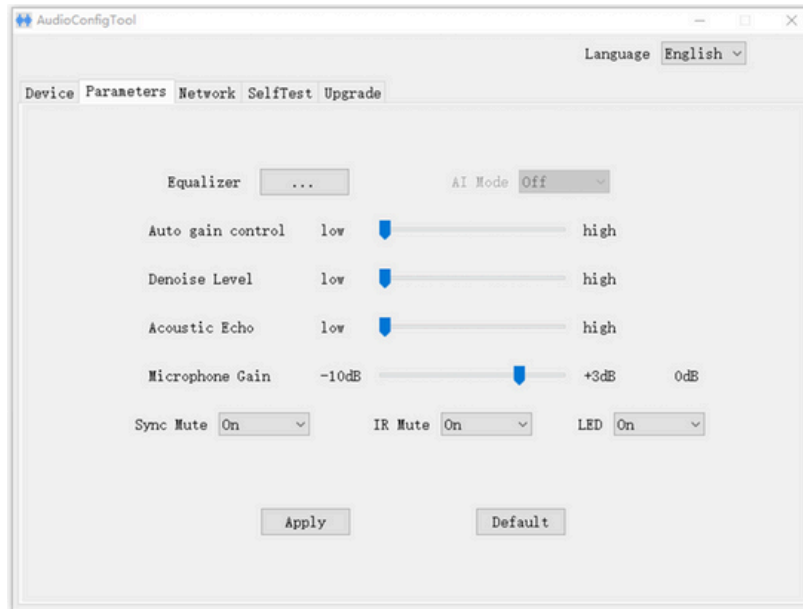 AudioConfigTool
Language English
Device Parameters Network SelfTest Upgrade
Equalizer ... AI Mode Off
Auto gain control low high
Denoise Level low high
Acoustic Echo low high
Microphone Gain -10dB +3dB 0dB
Sync Mute On IR Mute On LED On
Apply Default